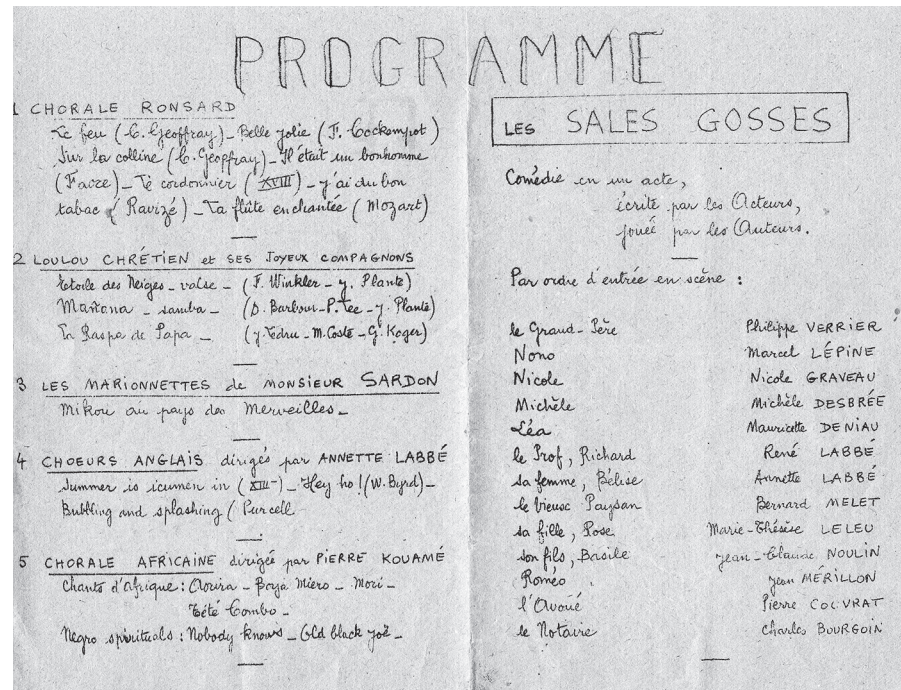 PROGRAMME
1 CHORALE RONSARD
Le feu (C. Geoffray) _ Belle jolie (F. Cockempot)
Sur la colline (C. Geoffray) _ Il était un bonhomme
(Favre) _ Le cordonnier (XVIII) _ J'ai du bon
tabac (Ravizé) _ La flûte enchantée (Mozart)
2 LOULOU CHRÉTIEN et SES JOYEUX COMPAGNONS
Etoile des Neiges _ valse _ (F. Winkler _ J. Plante)
Mañana _ samba _ (D. Barbour _ P. Lee _ J. Plante)
La Raspa de Papa _ (J. Ledru _ M. Coste _ G. Koger)
3 LES MARIONNETTES de MONSIEUR SARDON
Mikou au pays des Merveilles _
4 CHOEURS ANGLAIS dirigés par ANNETTE LABBÉ
Summer is icumen in (XIII) _ Hey ho! (W. Byrd) _
Bubbling and splashing (Purcell
5 CHORALE AFRICAINE dirigée par PIERRE KOUAMÉ
Chants d'Afrique : _ Boya Miero _ Mori _
Tété Combo _
Negro spirituals : Nobody knows _ Old black Joë _
LES SALES GOSSES
Comédie en un acte,
écrite par les Acteurs,
jouée par les Auteurs.
Par ordre d'entrée en scène :
le Grand-Père Philippe VERRIER
Nono Marcel LÉPINE
Nicole Nicole GRAVEAU
Michèle Michèle DESBRÉE
Léa Mauricette DENIAU
le Prof, Richard René LABBÉ
sa femme, Bélise Annette LABBÉ
le vieux Paysan Bernard MELET
sa fille, Rose Marie-Thérèse LELEU
son fils, Basile Jean-Claude NOULIN
Roméo Jean MÉRILLON
l'Avoué Pierre COUVRAT
le Notaire Charles BOURGOIN